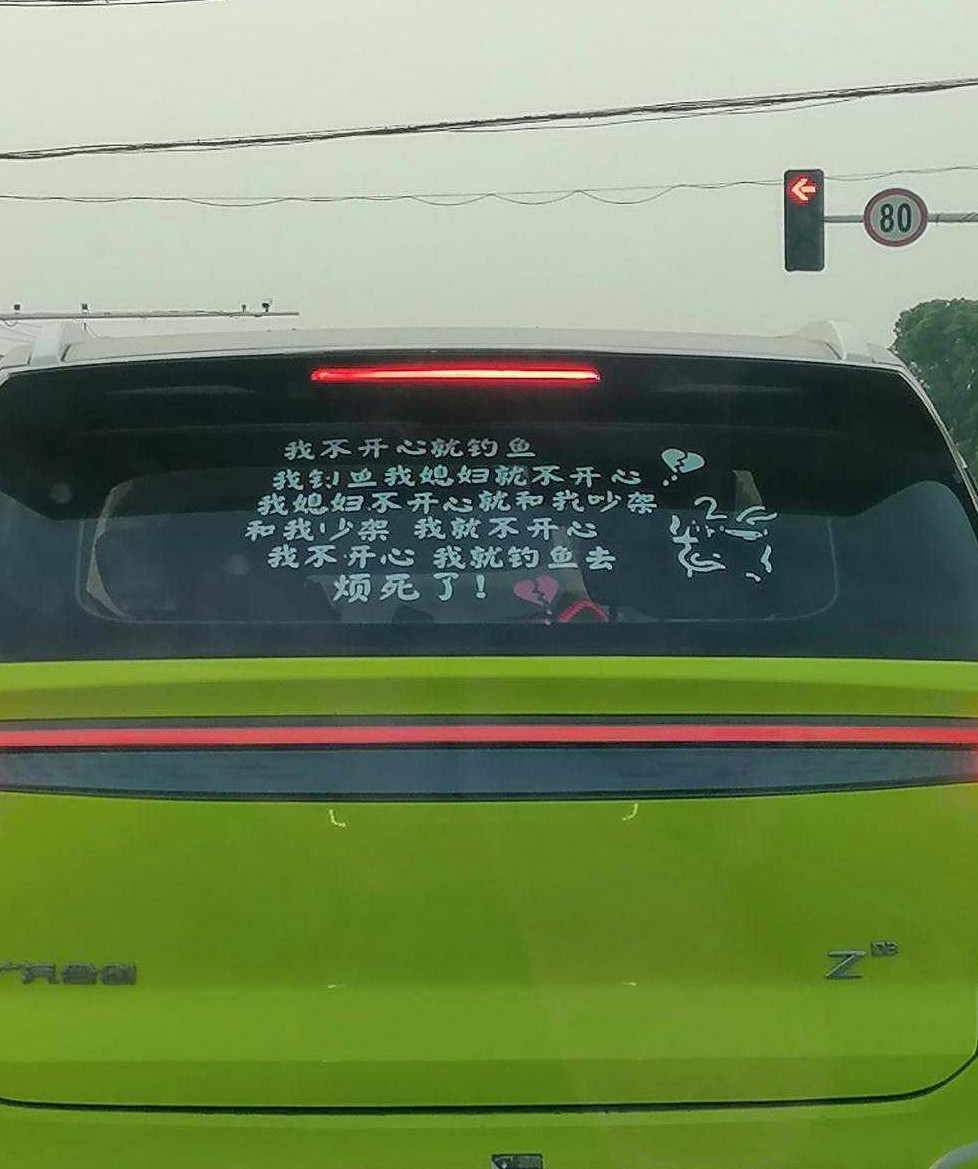 80
我不开心就钓鱼
我钓鱼我媳妇就不开心
我媳妇不开心就和我吵架
和我吵架 我就不开心
我不开心 我就钓鱼去
烦死了!
Z